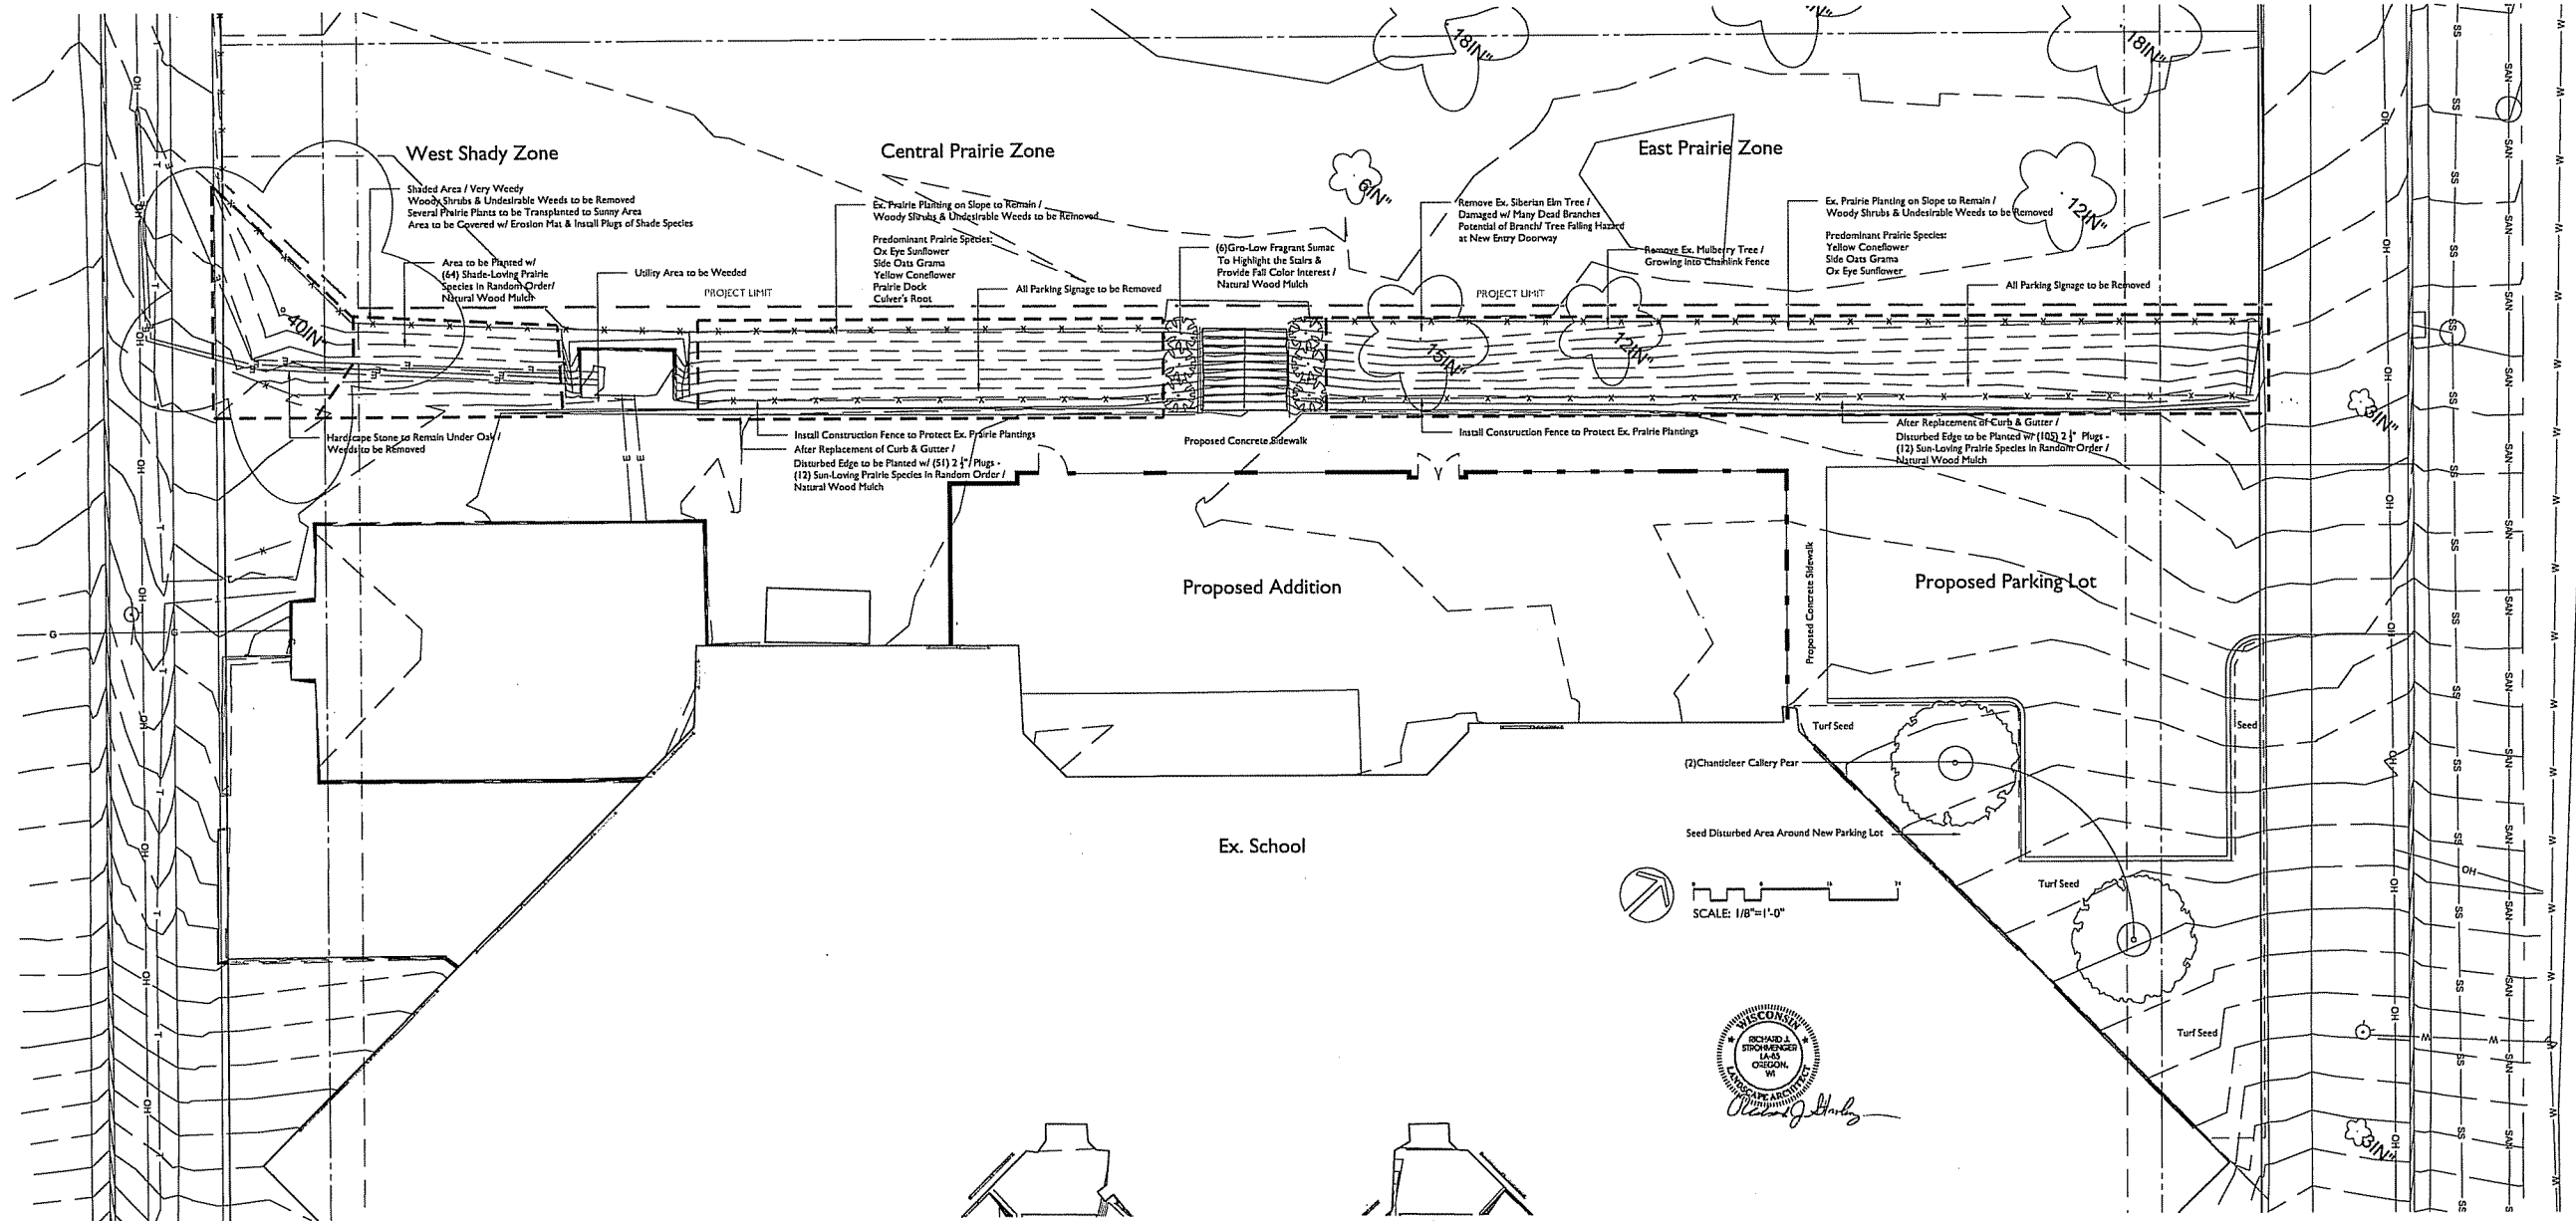 18IN"
18IN"
West Shady Zone
Central Prairie Zone
East Prairie Zone
Shaded Area / Very Weedy
Woody Shrubs & Undesirable Weeds to be Removed
Several Prairie Plants to be Transplanted to Sunny Area
Area to be Covered w/ Erosion Mat & Install Plugs of Shade Species
Area to be Planted w/
(64) Shade-Loving Prairie
Species in Random Order/
Natural Wood Mulch
Utility Area to be Weeded
PROJECT LIMIT
Ex. Prairie Planting on Slope to Remain /
Woody Shrubs & Undesirable Weeds to be Removed
Predominant Prairie Species:
Ox Eye Sunflower
Side Oats Grama
Yellow Coneflower
Prairie Dock
Culver's Root
All Parking Signage to be Removed
(6)Gro-Low Fragrant Sumac
To Highlight the Stairs &
Provide Fall Color Interest /
Natural Wood Mulch
6IN"
Remove Ex. Siberian Elm Tree /
Damaged w/ Many Dead Branches
Potential of Branch/ Tree Falling Hazard
at New Entry Doorway
Remove Ex. Mulberry Tree /
Growing Into Chainlink Fence
PROJECT LIMIT
Ex. Prairie Planting on Slope to Remain /
Woody Shrubs & Undesirable Weeds to be Removed
Predominant Prairie Species:
Yellow Coneflower
Side Oats Grama
Ox Eye Sunflower
All Parking Signage to be Removed
12IN"
40IN"
15IN"
12IN"
3IN"
Hardscape Stone to Remain Under Oak /
Weeds to be Removed
Install Construction Fence to Protect Ex. Prairie Plantings
After Replacement of Curb & Gutter /
Disturbed Edge to be Planted w/ (51) 2 ½" Plugs -
(12) Sun-Loving Prairie Species in Random Order /
Natural Wood Mulch
Proposed Concrete Sidewalk
Install Construction Fence to Protect Ex. Prairie Plantings
After Replacement of Curb & Gutter /
Disturbed Edge to be Planted w/ (105) 2 ½" Plugs -
(12) Sun-Loving Prairie Species in Random Order /
Natural Wood Mulch
Proposed Addition
Proposed Concrete Sidewalk
Proposed Parking Lot
Turf Seed
Seed
(2)Chanticleer Callery Pear
Seed Disturbed Area Around New Parking Lot
Ex. School
Turf Seed
SCALE: 1/8"=1'-0"
Turf Seed
WISCONSIN
RICHARD J.
STROHMENGER
LA-65
OREGON,
WI
LANDSCAPE ARCHITECT
3IN"